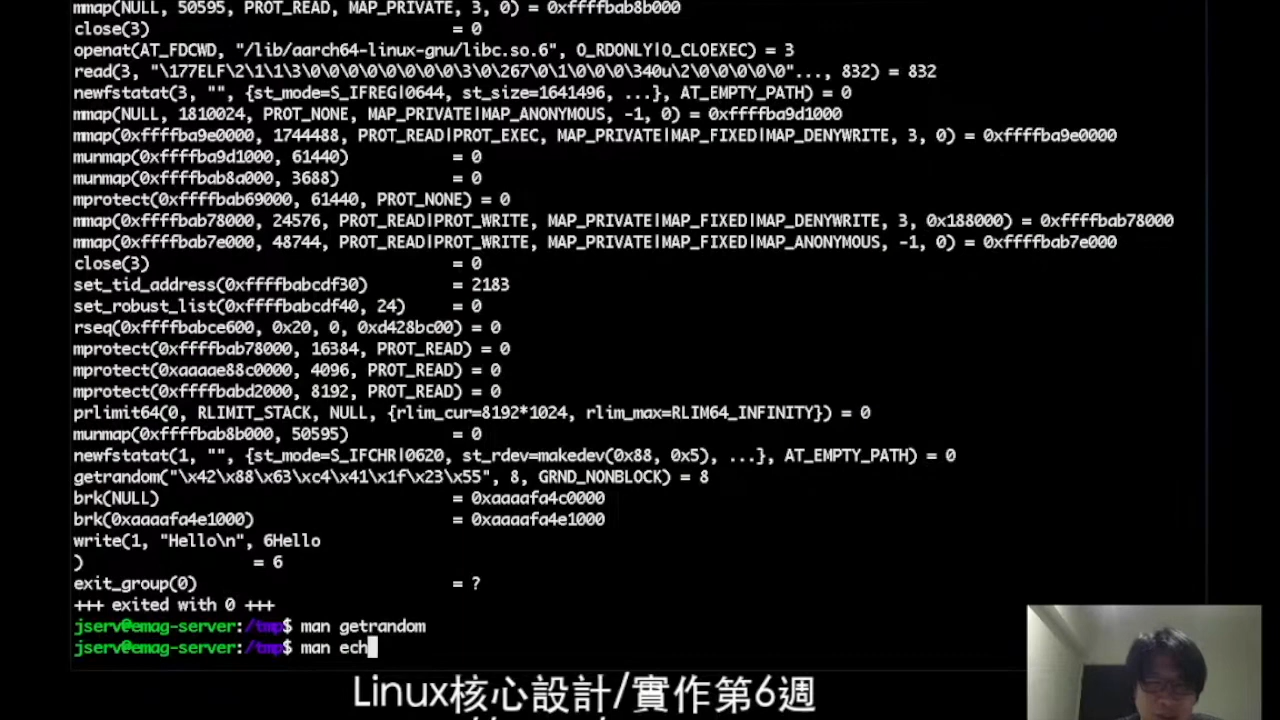 mmap(NULL, 50595, PROT_READ, MAP_PRIVATE, 3, 0) = 0xffffbab8b000
close(3)                                = 0
openat(AT_FDCWD, "/lib/aarch64-linux-gnu/libc.so.6", O_RDONLY|O_CLOEXEC) = 3
read(3, "\177ELF\2\1\1\3\0\0\0\0\0\0\0\0\3\0\267\0\1\0\0\0\340u\2\0\0\0\0\0"..., 832) = 832
newfstatat(3, "", {st_mode=S_IFREG|0644, st_size=1641496, ...}, AT_EMPTY_PATH) = 0
mmap(NULL, 1810024, PROT_NONE, MAP_PRIVATE|MAP_ANONYMOUS, -1, 0) = 0xffffba9d1000
mmap(0xffffba9e0000, 1744488, PROT_READ|PROT_EXEC, MAP_PRIVATE|MAP_FIXED|MAP_DENYWRITE, 3, 0) = 0xffffba9e0000
munmap(0xffffba9d1000, 61440)           = 0
munmap(0xffffbab8a000, 3688)            = 0
mprotect(0xffffbab69000, 61440, PROT_NONE) = 0
mmap(0xffffbab78000, 24576, PROT_READ|PROT_WRITE, MAP_PRIVATE|MAP_FIXED|MAP_DENYWRITE, 3, 0x188000) = 0xffffbab78000
mmap(0xffffbab7e000, 48744, PROT_READ|PROT_WRITE, MAP_PRIVATE|MAP_FIXED|MAP_ANONYMOUS, -1, 0) = 0xffffbab7e000
close(3)                                = 0
set_tid_address(0xffffbabcdf30)         = 2183
set_robust_list(0xffffbabcdf40, 24)     = 0
rseq(0xffffbabce600, 0x20, 0, 0xd428bc00) = 0
mprotect(0xffffbab78000, 16384, PROT_READ) = 0
mprotect(0xaaaae88c0000, 4096, PROT_READ) = 0
mprotect(0xffffbabd2000, 8192, PROT_READ) = 0
prlimit64(0, RLIMIT_STACK, NULL, {rlim_cur=8192*1024, rlim_max=RLIM64_INFINITY}) = 0
munmap(0xffffbab8b000, 50595)           = 0
newfstatat(1, "", {st_mode=S_IFCHR|0620, st_rdev=makedev(0x88, 0x5), ...}, AT_EMPTY_PATH) = 0
getrandom("\x42\x88\x63\xc4\x41\x1f\x23\x55", 8, GRND_NONBLOCK) = 8
brk(NULL)                               = 0xaaaafa4c0000
brk(0xaaaafa4e1000)                     = 0xaaaafa4e1000
write(1, "Hello\n", 6Hello
)                  = 6
exit_group(0)                           = ?
+++ exited with 0 +++
jserv@emag-server:/tmp$ man getrandom
jserv@emag-server:/tmp$ man ech
Linux核心設計/實作第6週